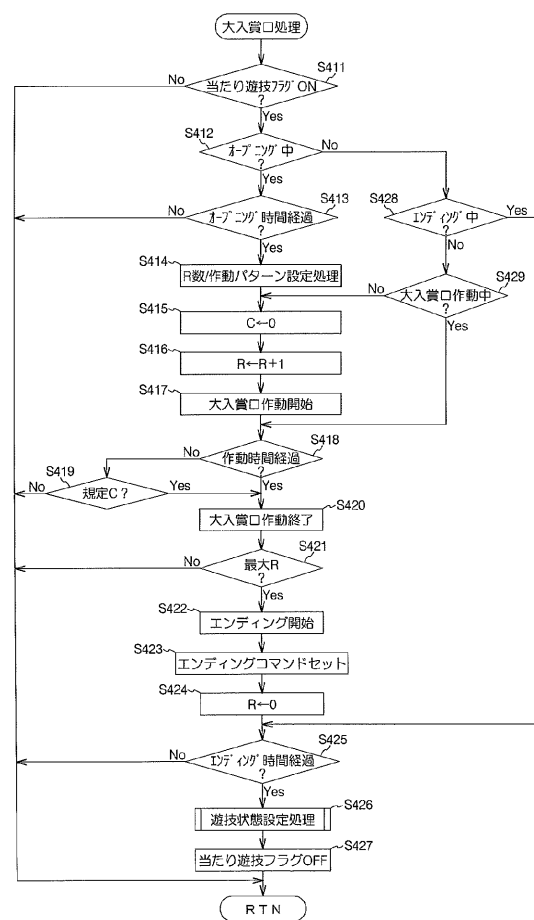 大入賞口処理
S411
当たり遊技フラグON
?
No
Yes
S412
オープニング中
?
No
Yes
S413
オープニング時間経過
?
No
Yes
S428
エンディング中
?
Yes
No
S414
R数/作動パターン設定処理
S429
大入賞口作動中
?
No
Yes
S415
C←0
S416
R←R+1
S417
大入賞口作動開始
S418
作動時間経過
?
No
Yes
S419
規定C?
No
Yes
S420
大入賞口作動終了
S421
最大R
?
No
Yes
S422
エンディング開始
S423
エンディングコマンドセット
S424
R←0
S425
エンディング時間経過
?
No
Yes
S426
遊技状態設定処理
S427
当たり遊技フラグOFF
RTN